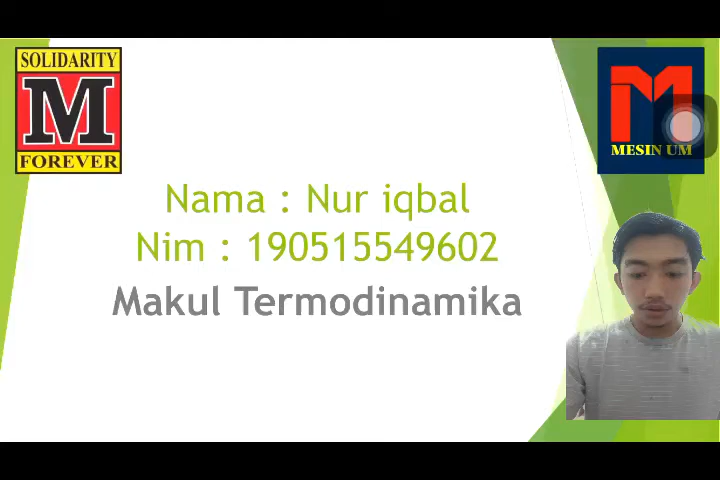 SOLIDARITY
M
FOREVER
M
MESIN UM
Nama : Nur iqbal
Nim : 190515549602
Makul Termodinamika